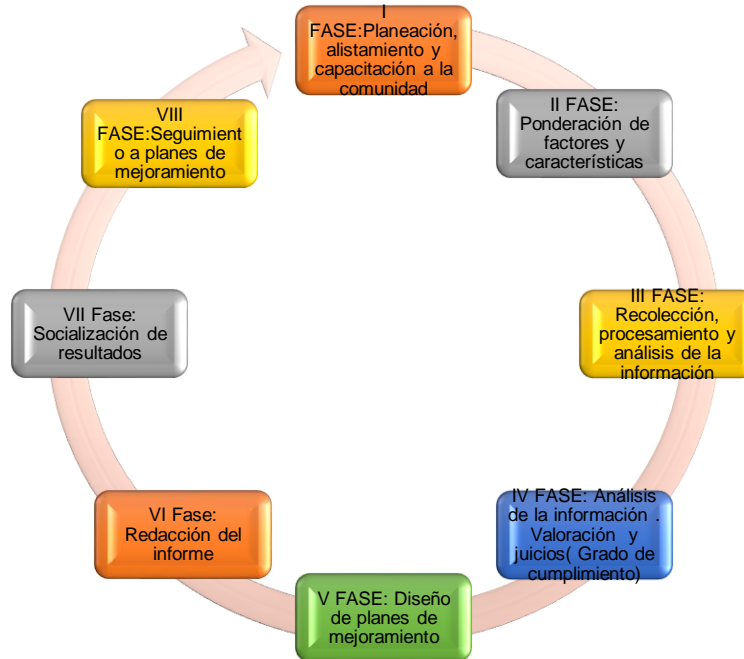 I
FASE:Planeación,
alistamiento y
capacitación a la
comunidad
II FASE:
Ponderación de
factores y
características
III FASE:
Recolección,
procesamiento y
análisis de la
información
IV FASE: Análisis
de la información .
Valoración y
juicios( Grado de
cumplimiento)
V FASE: Diseño
de planes de
mejoramiento
VI Fase:
Redacción del
informe
VII Fase:
Socialización de
resultados
VIII
FASE:Seguimient
o a planes de
mejoramiento